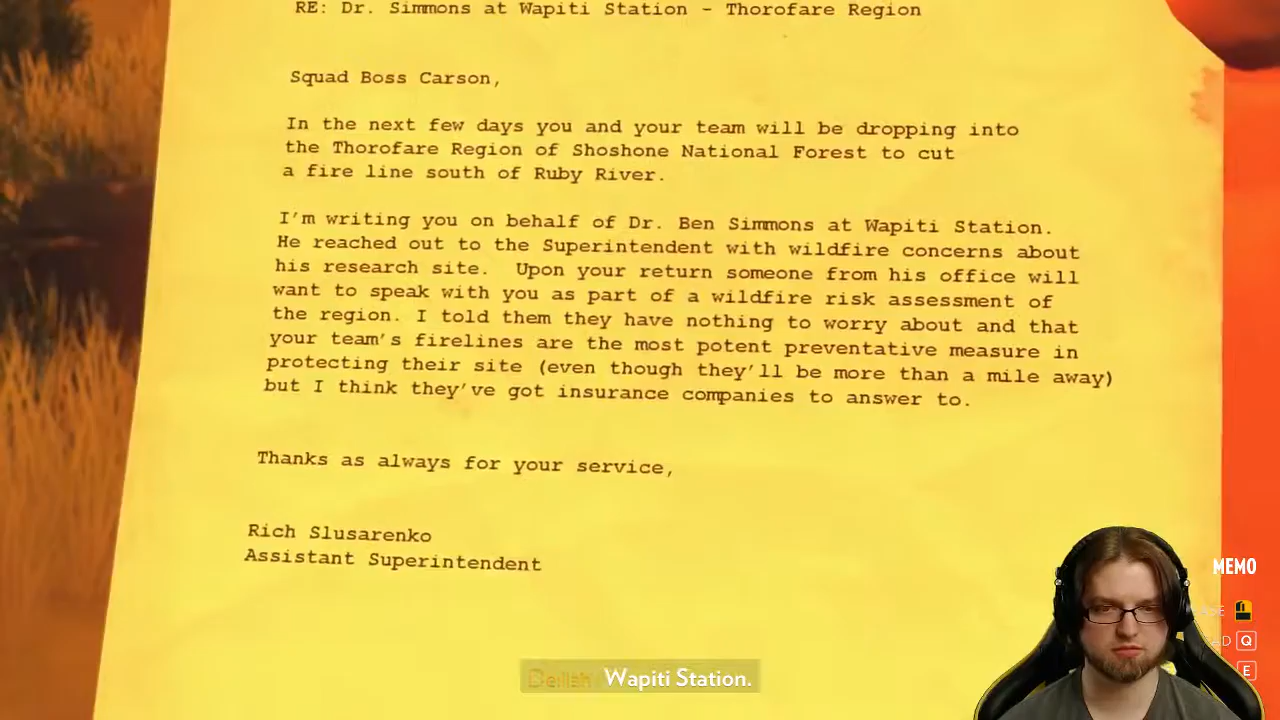 RE: Dr. Simmons at Wapiti Station - Thorofare Region
Squad Boss Carson,
In the next few days you and your team will be dropping into
the Thorofare Region of Shoshone National Forest to cut
a fire line south of Ruby River.
I'm writing you on behalf of Dr. Ben Simmons at Wapiti Station.
He reached out to the Superintendent with wildfire concerns about
his research site. Upon your return someone from his office will
want to speak with you as part of a wildfire risk assessment of
the region. I told them they have nothing to worry about and that
your team's firelines are the most potent preventative measure in
protecting their site (even though they'll be more than a mile away)
but I think they've got insurance companies to answer to.
Thanks as always for your service,
Rich Slusarenko
Assistant Superintendent
MEMO
Q
E
Delilah Wapiti Station.